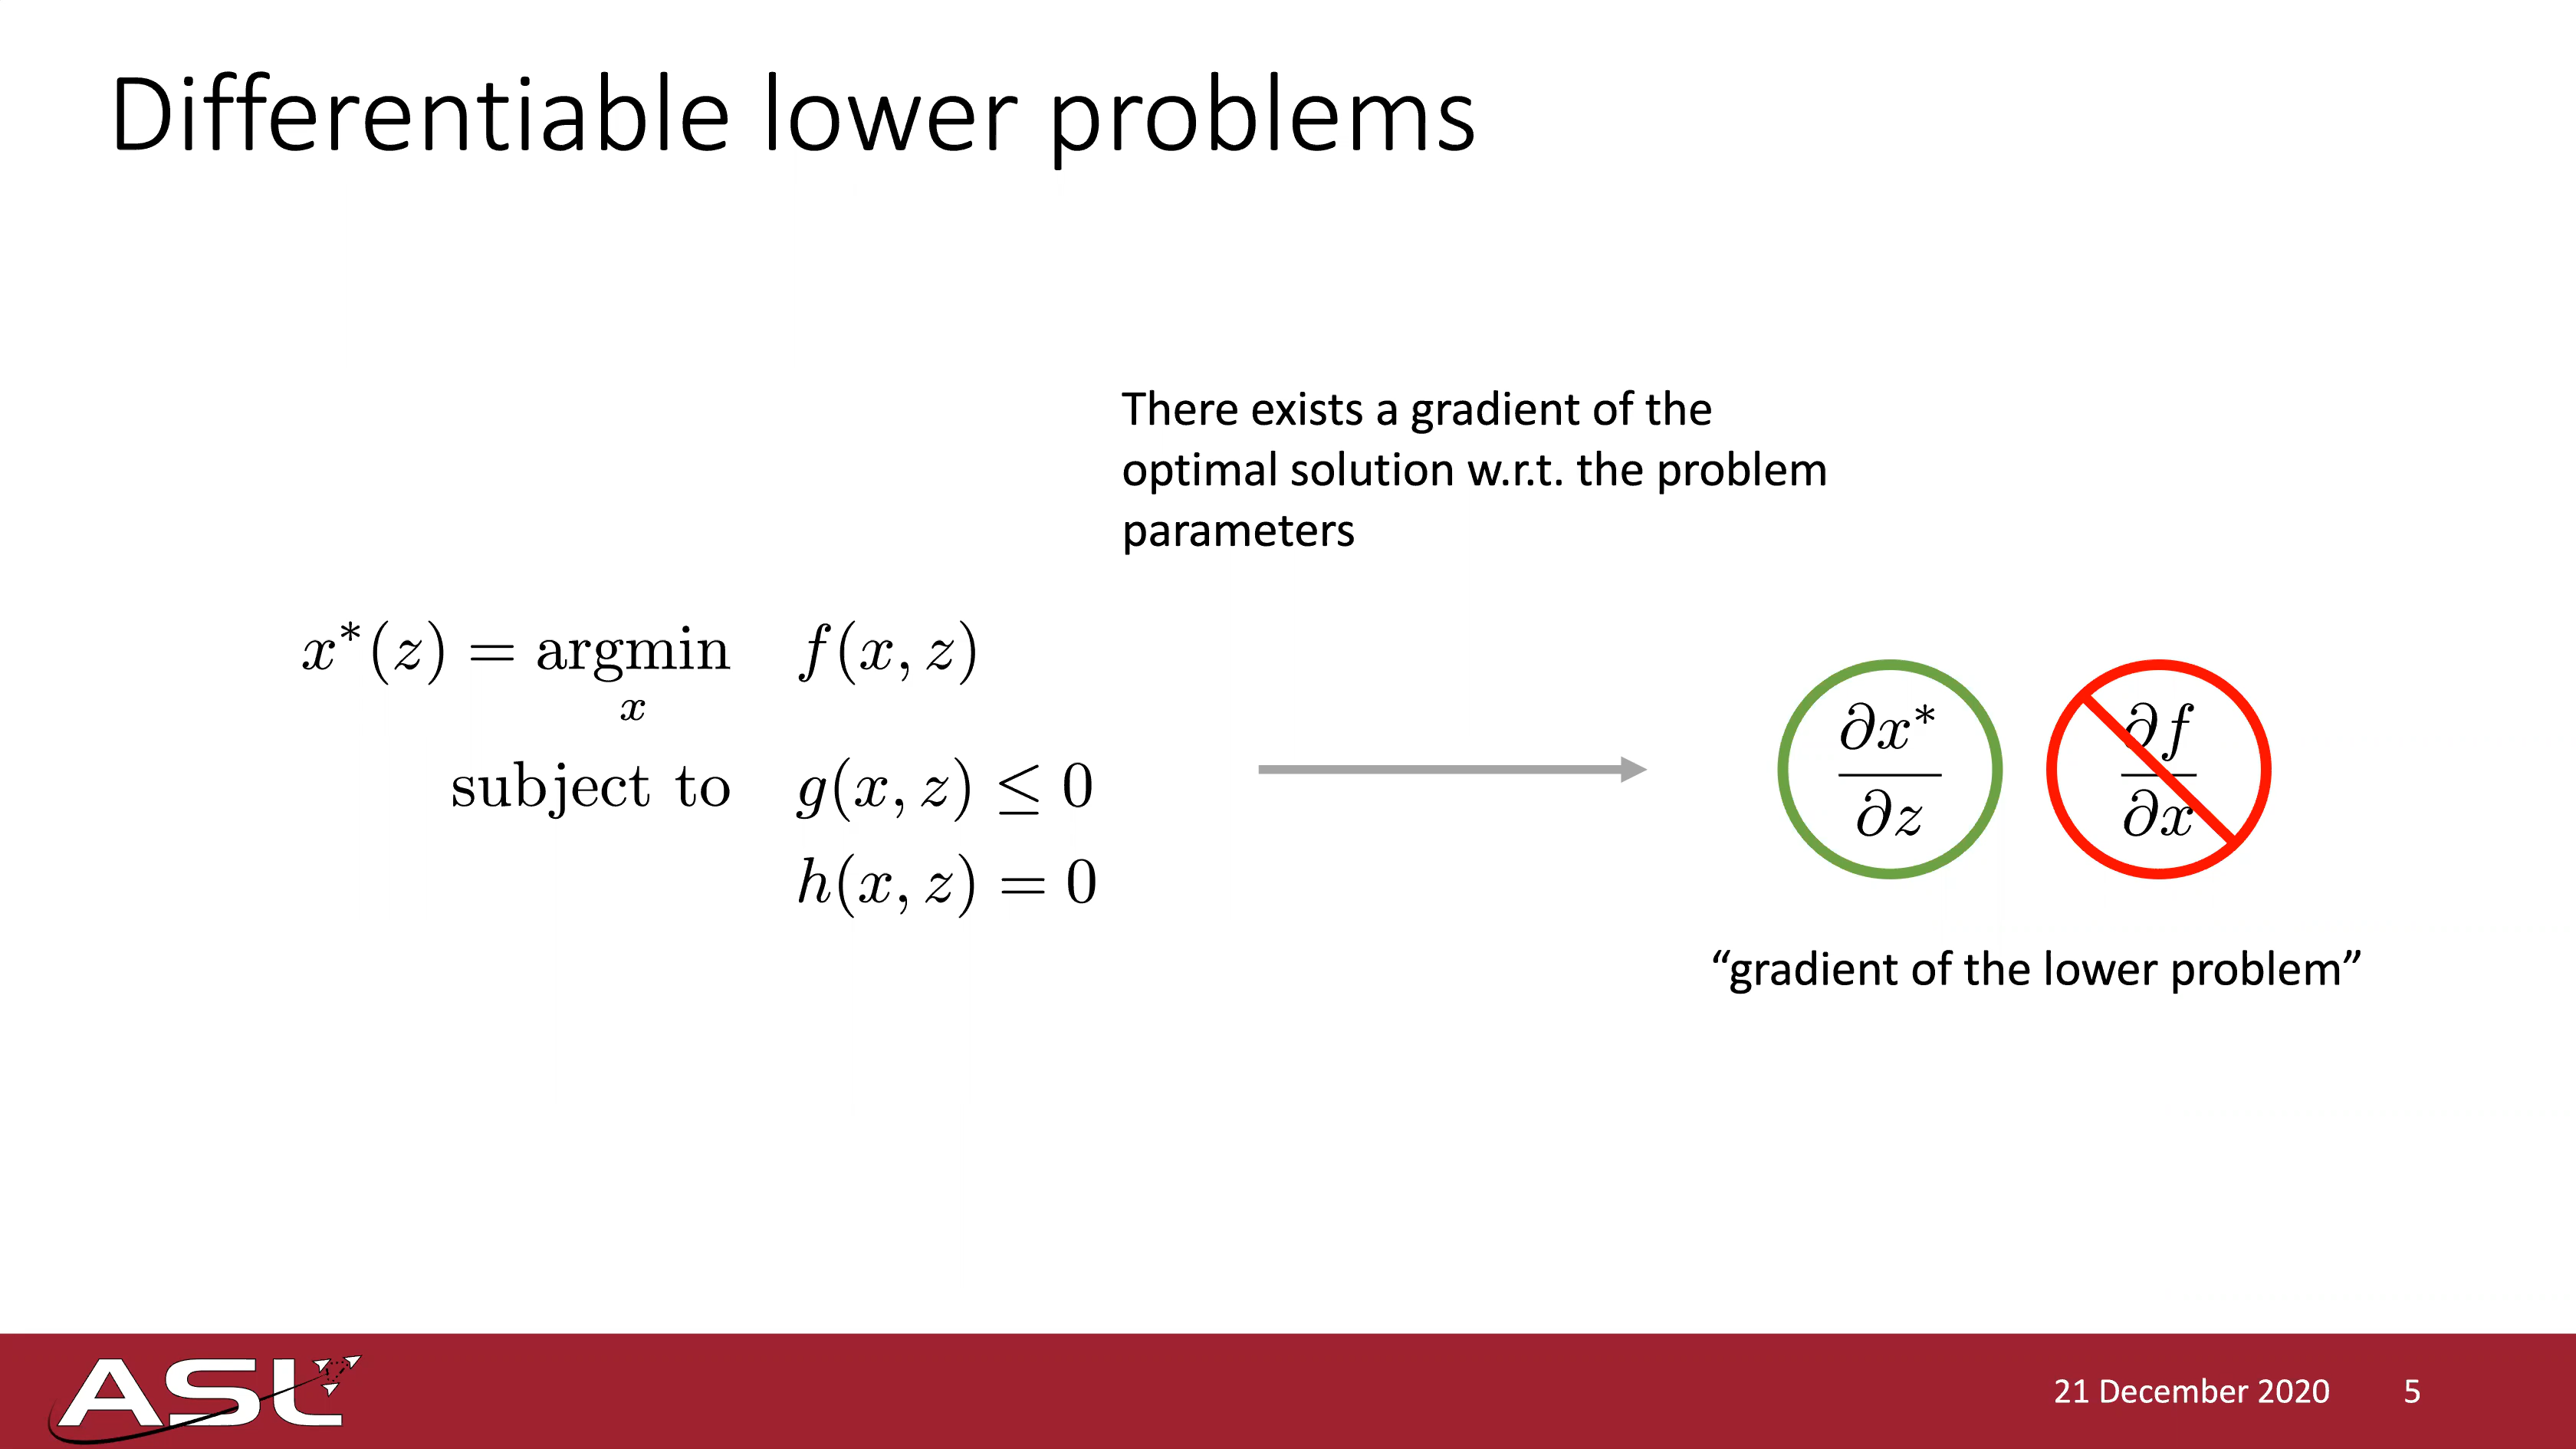 Differentiable lower problems
There exists a gradient of the
optimal solution w.r.t. the problem
parameters
x*(z) = argmin f(x, z)
x
subject to g(x, z) ≤ 0
h(x, z) = 0
∂x* ∂f
∂z ∂x
“gradient of the lower problem”
ASL
21 December 2020 5